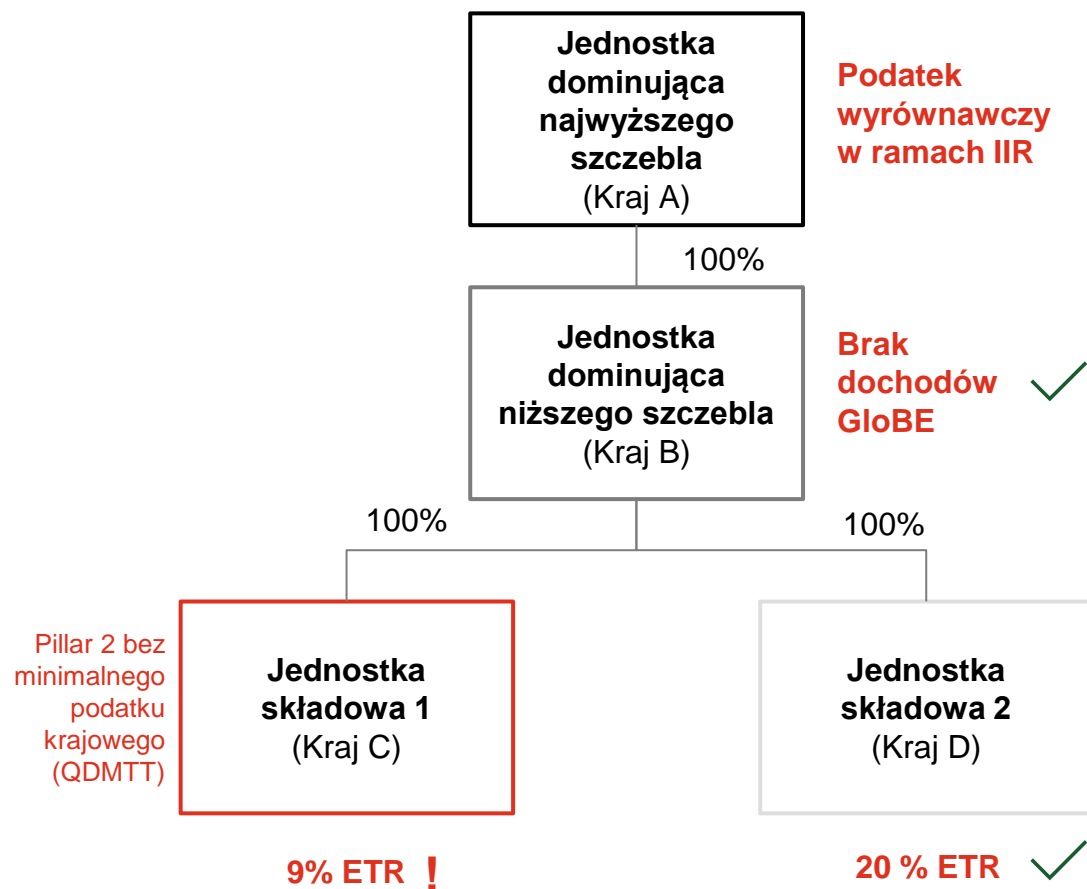 Jednostka
dominująca
najwyższego
szczebla
(Kraj A)
Podatek
wyrównawczy
w ramach IIR
100%
Jednostka
dominująca
niższego szczebla
(Kraj B)
Brak
dochodów
GloBE
100%
100%
Pillar 2 bez
minimalnego
podatku
krajowego
(QDMTT)
Jednostka
składowa 1
(Kraj C)
Jednostka
składowa 2
(Kraj D)
9% ETR !
20 % ETR